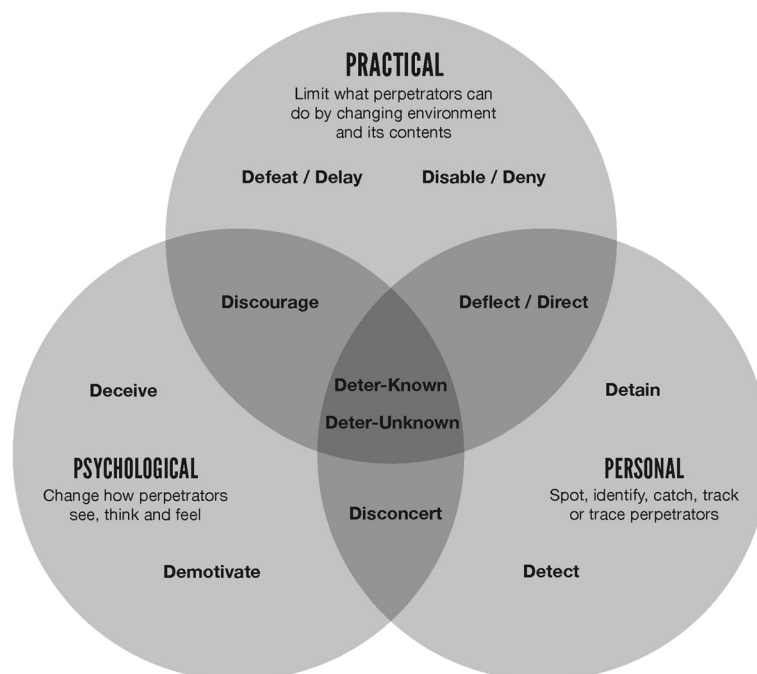 PRACTICAL
Limit what perpetrators can
do by changing environment
and its contents
Defeat / Delay
Disable / Deny
Discourage
Deflect / Direct
Deter-Known
Deter-Unknown
Deceive
PSYCHOLOGICAL
Change how perpetrators
see, think and feel
Demotivate
Disconcert
Detain
PERSONAL
Spot, identify, catch, track
or trace perpetrators
Detect